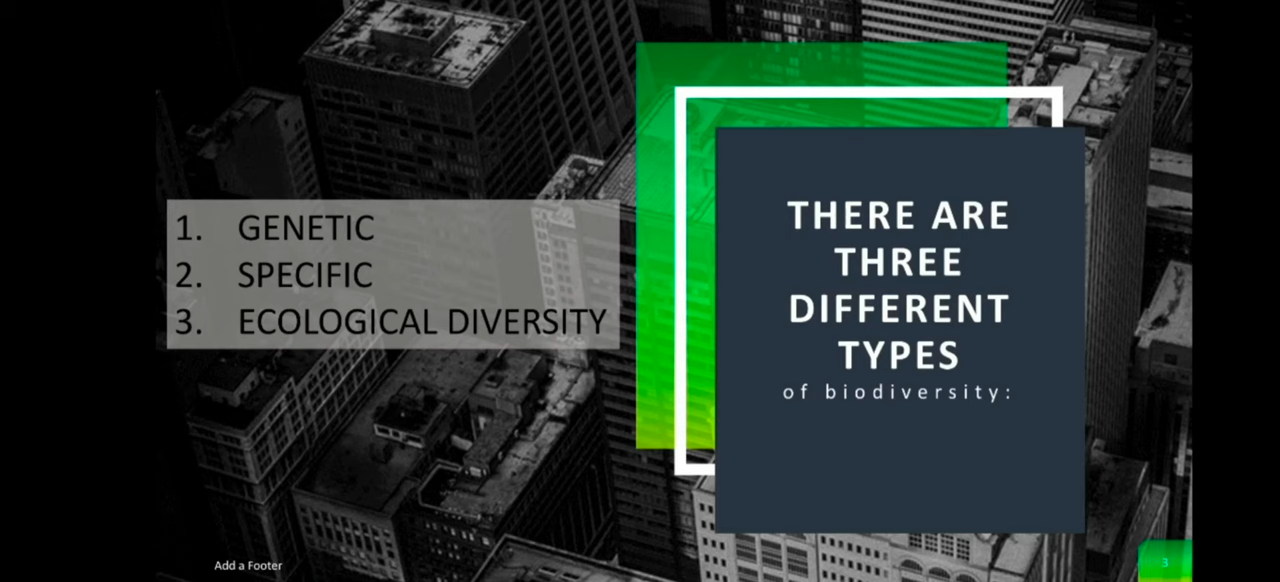 THERE ARE
THREE
DIFFERENT
TYPES
of biodiversity:
1. GENETIC
2. SPECIFIC
3. ECOLOGICAL DIVERSITY
Add a Footer
3